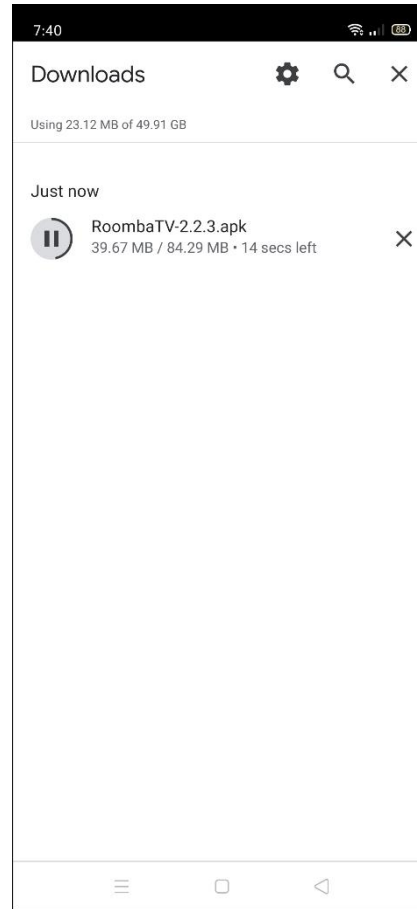 7:40
88
Downloads
Using 23.12 MB of 49.91 GB
Just now
RoombaTV-2.2.3.apk
39.67 MB / 84.29 MB • 14 secs left